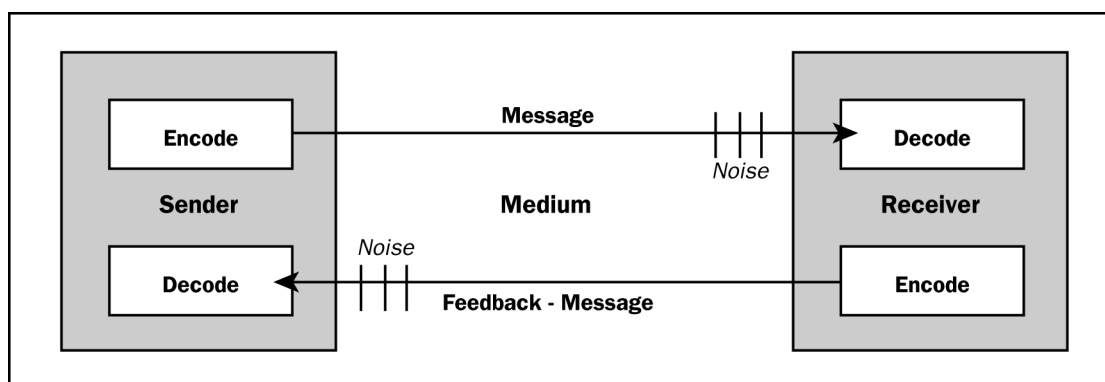 Message
Encode
Decode
Noise
Sender
Medium
Receiver
Noise
Decode
Encode
Feedback - Message